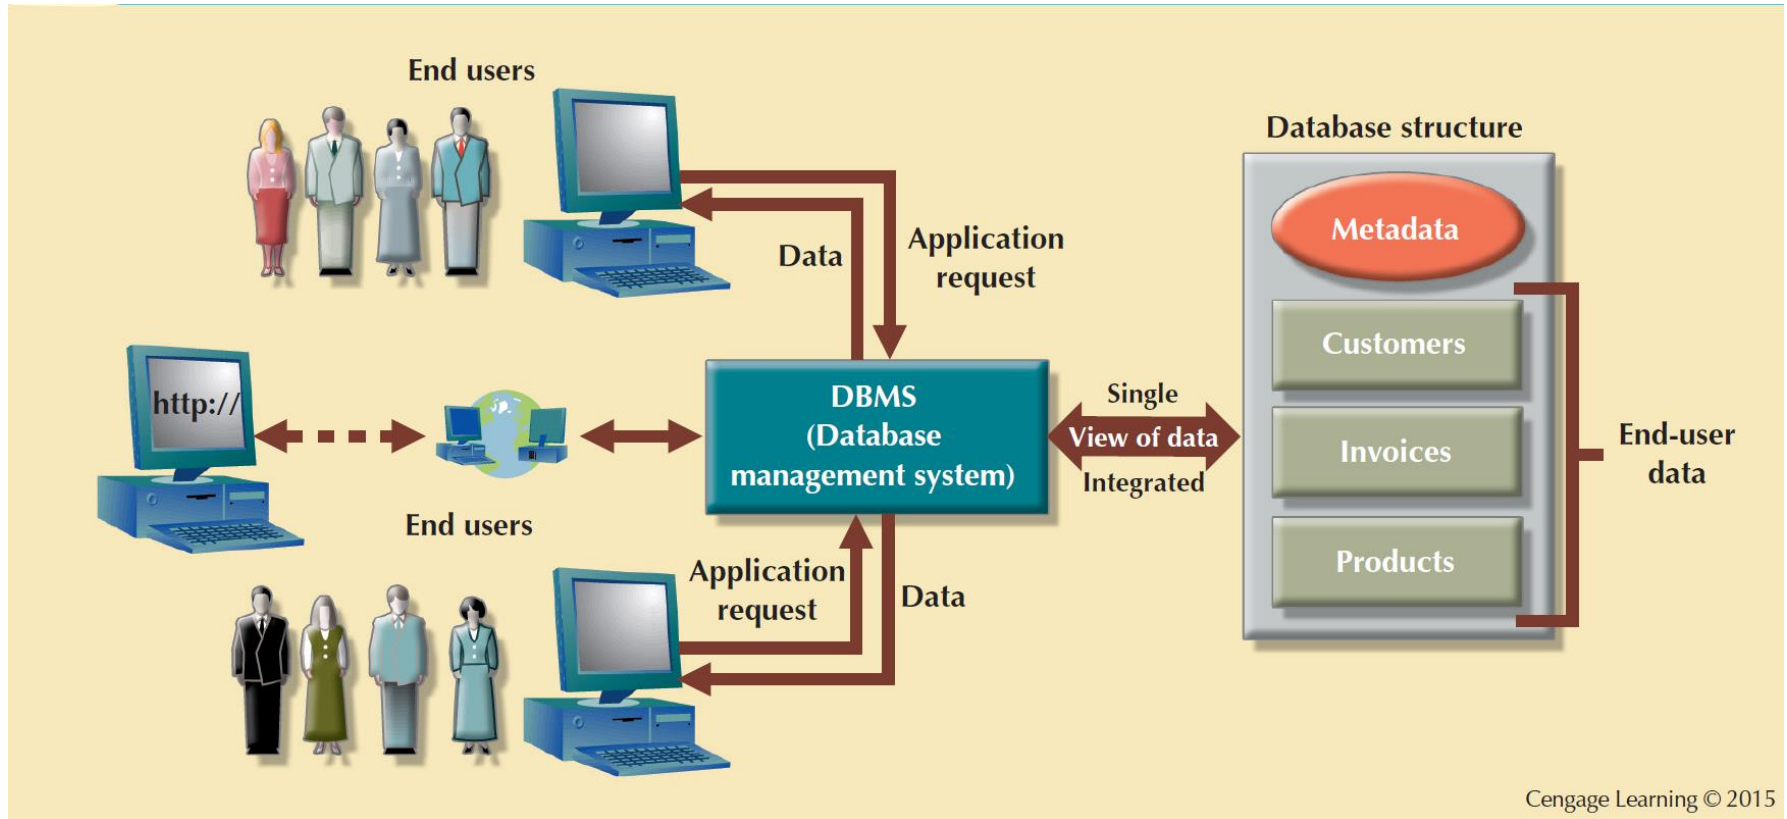 End users
Database structure
Metadata
Data
Application
request
Customers
http://
DBMS
(Database
management system)
Single
View of data
Integrated
Invoices
End-user
data
End users
Products
Application
request
Data
Cengage Learning © 2015